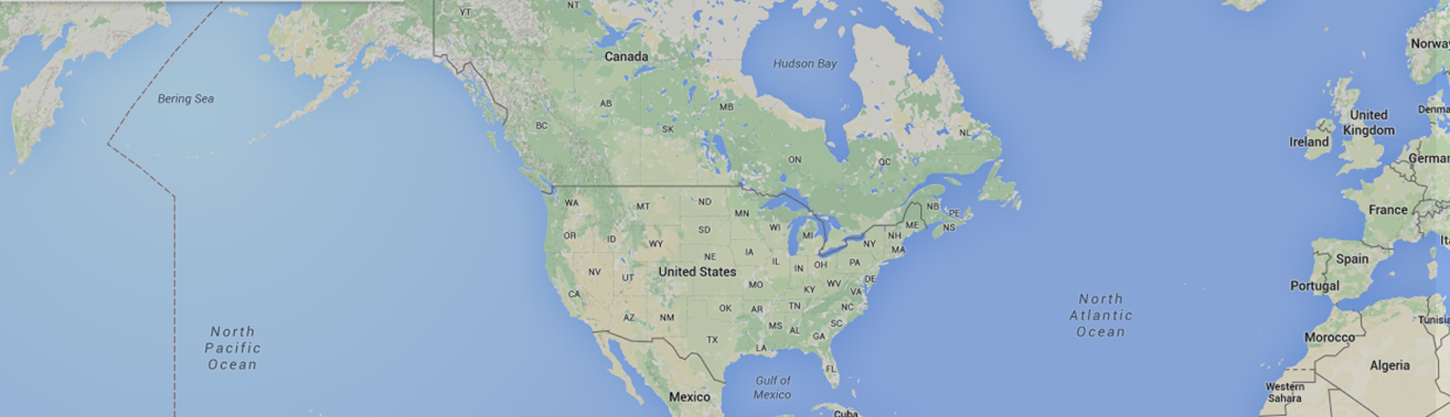 YT
NT
Canada
Hudson Bay
Norway
Bering Sea
AB
MB
SK
BC
NL
ON
QC
United
Kingdom
Ireland
Denma
German
WA
MT
ND
MN
OR
ID
WY
SD
WI
MI
NB
PE
NS
ME
NH
NY
MA
France
NE
IA
IL
IN
OH
PA
United States
NV
UT
CA
MO
KY
WV
VA
DE
Spain
Ita
Portugal
AZ
NM
OK
AR
TN
NC
TX
MS
AL
GA
SC
LA
FL
North
Pacific
Ocean
North
Atlantic
Ocean
Tunisia
Morocco
Algeria
Gulf of
Mexico
Mexico
Western
Sahara
Cuba